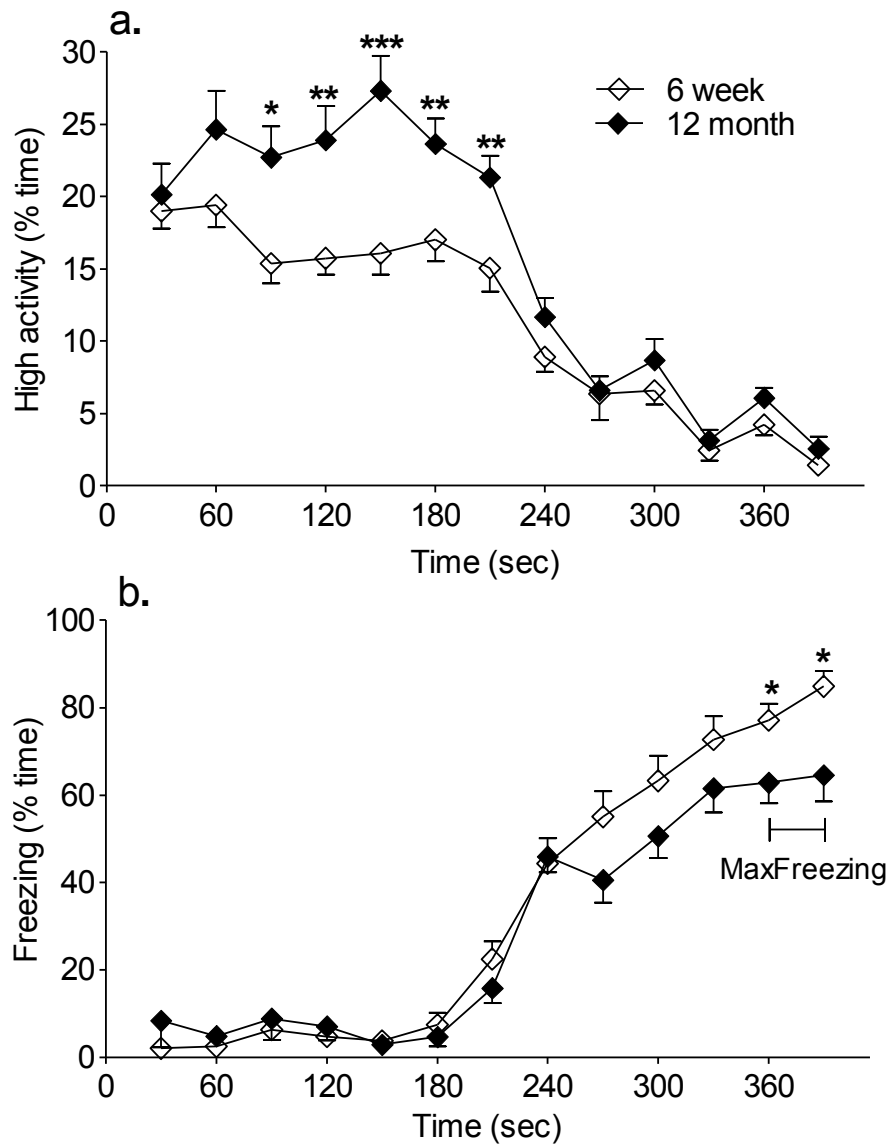 a.
30
25
20
15
10
5
0
High activity (% time)
* ** *** ** **
6 week
12 month
0 60 120 180 240 300 360
Time (sec)
b.
100
80
60
40
20
0
Freezing (% time)
* *
MaxFreezing
0 60 120 180 240 300 360
Time (sec)